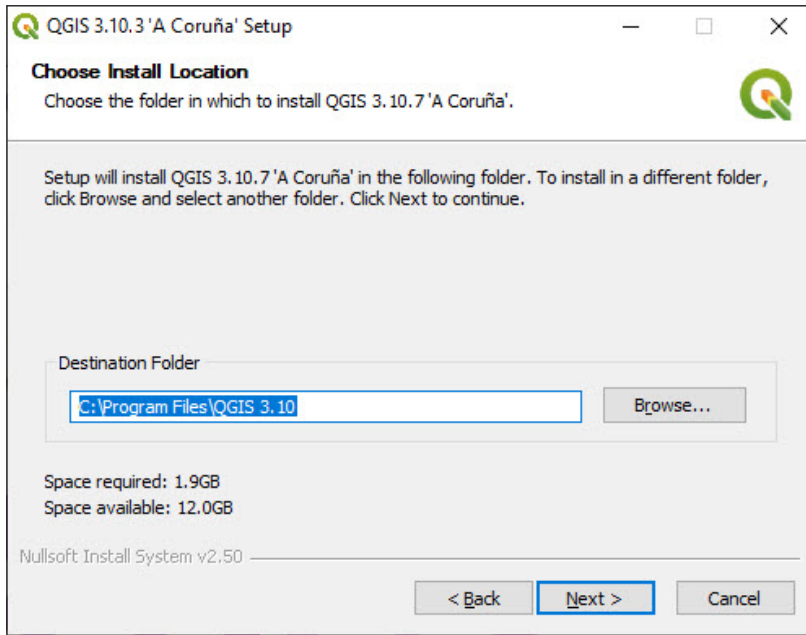 QGIS 3.10.3 'A Coruña' Setup
Choose Install Location
Choose the folder in which to install QGIS 3.10.7 'A Coruña'.
Setup will install QGIS 3.10.7 'A Coruña' in the following folder. To install in a different folder,
click Browse and select another folder. Click Next to continue.
Destination Folder
C:\Program Files\QGIS 3.10
Browse...
Space required: 1.9GB
Space available: 12.0GB
Nullsoft Install System v2.50
< Back
Next >
Cancel